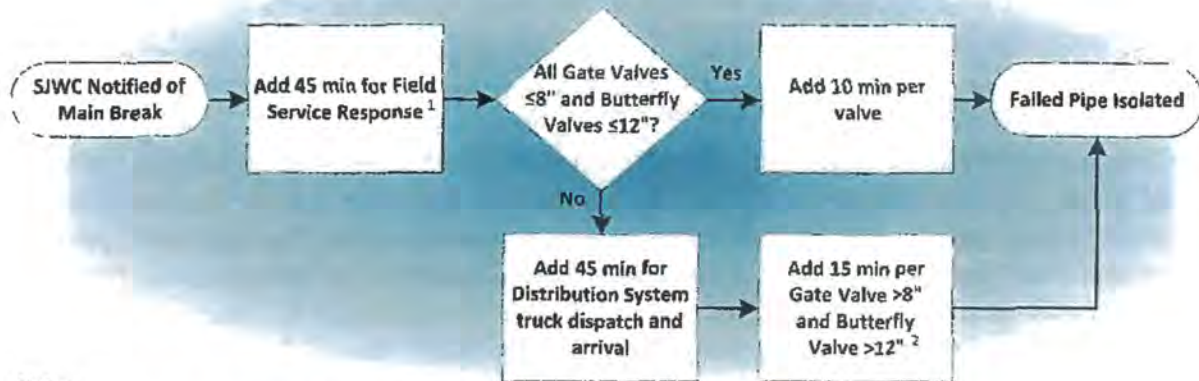 SJWC Notified of
Main Break
Add 45 min for Field
Service Response 1
All Gate Valves
≤8" and Butterfly
Valves ≤12"?
Yes
Add 10 min per
valve
Failed Pipe Isolated
No
Add 45 min for
Distribution System
truck dispatch and
arrival
Add 15 min per
Gate Valve >8"
and Butterfly
Valve >12" 2